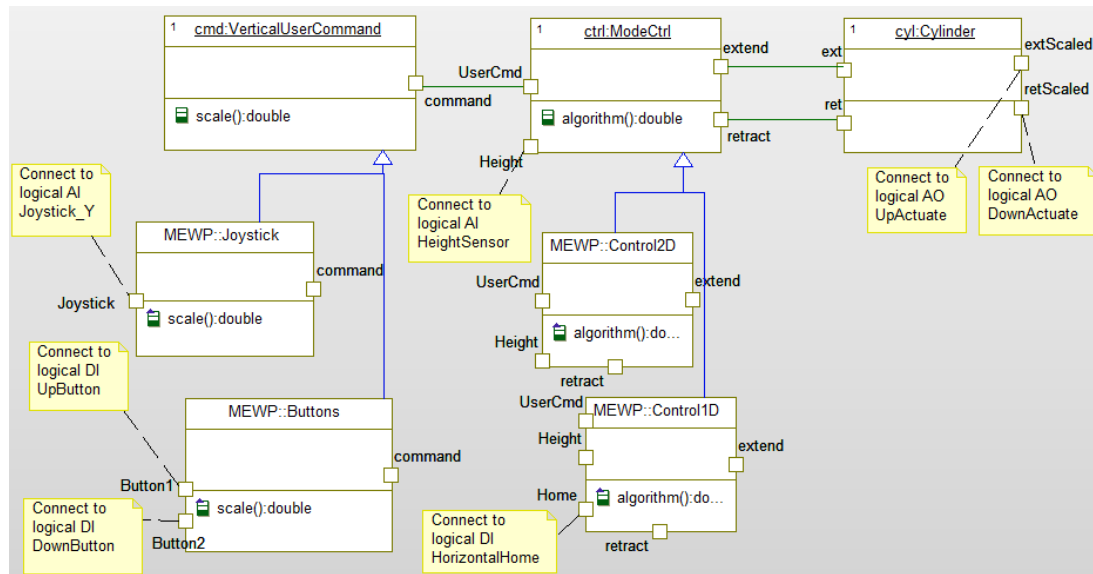 1
cmd:VerticalUserCommand
command
scale():double
1
ctrl:ModeCtrl
extend
UserCmd
algorithm():double
retract
Height
1
cyl:Cylinder
ext
extScaled
ret
retScaled
Connect to
logical AI
Joystick_Y
Connect to
logical AI
HeightSensor
Connect to
logical AO
UpActuate
Connect to
logical AO
DownActuate
MEWP::Joystick
command
Joystick
scale():double
MEWP::Control2D
UserCmd
extend
Height
algorithm():do...
retract
Connect to
logical DI
UpButton
MEWP::Buttons
command
Button1
scale():double
Button2
Connect to
logical DI
DownButton
UserCmd
MEWP::Control1D
Height
extend
Home
algorithm():do...
retract
Connect to
logical DI
HorizontalHome